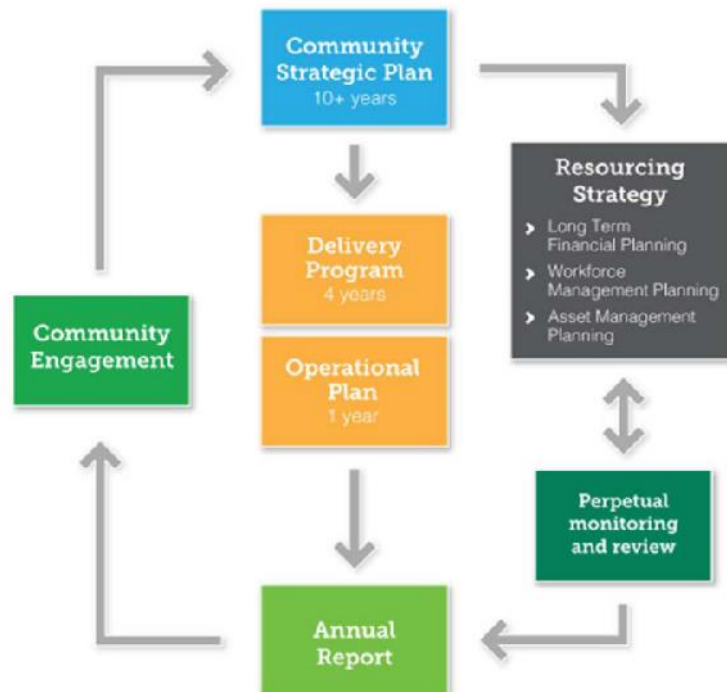 Community
Strategic Plan
10+ years
Resourcing
Strategy
Long Term
Financial Planning
Workforce
Management Planning
Asset Management
Planning
Delivery
Program
4 years
Community
Engagement
Operational
Plan
1 year
Perpetual
monitoring
and review
Annual
Report